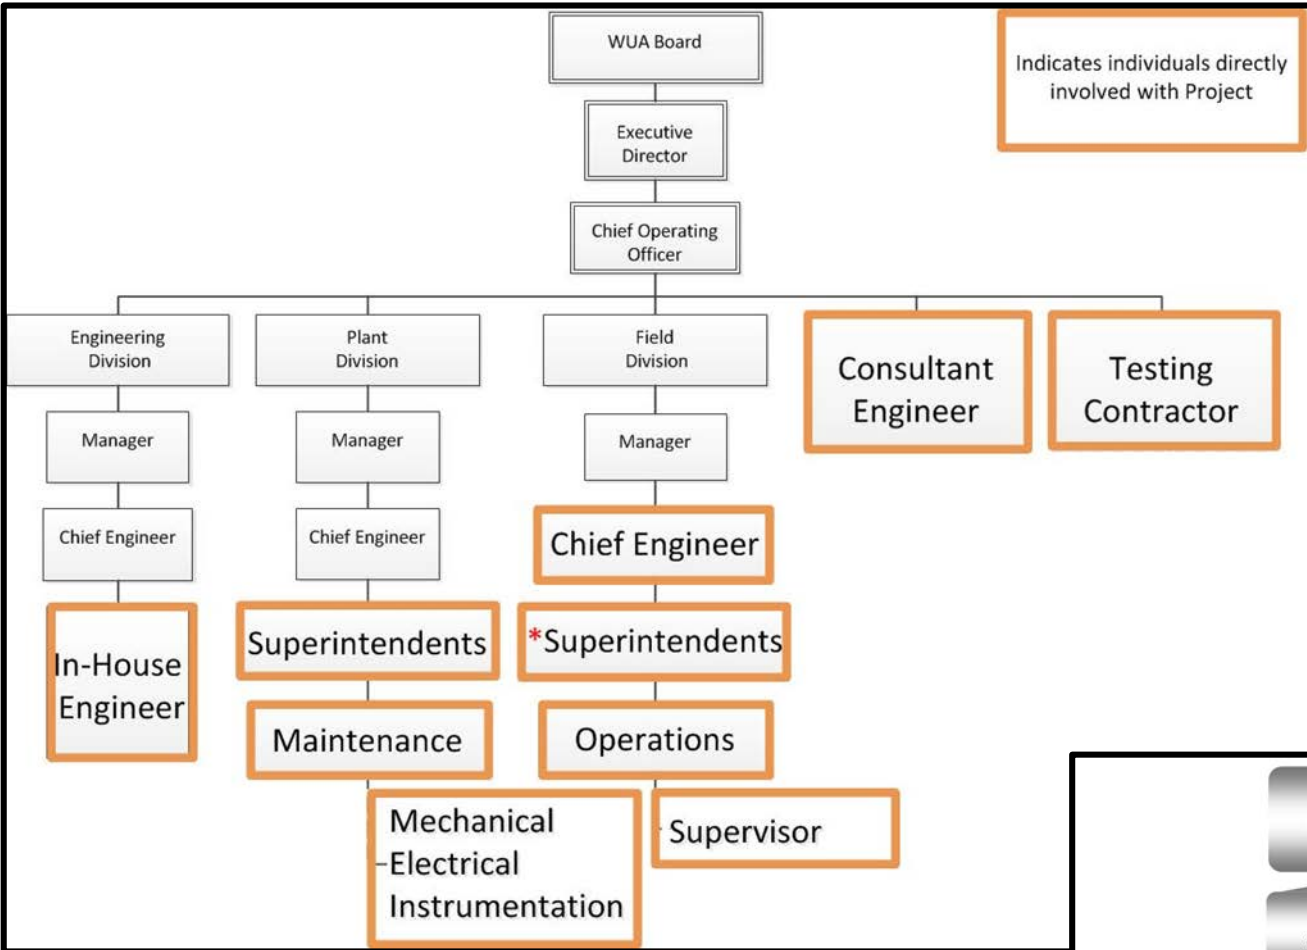 WUA Board
Indicates individuals directly
involved with Project
Executive
Director
Chief Operating
Officer
Engineering
Division
Plant
Division
Field
Division
Consultant
Engineer
Testing
Contractor
Manager
Manager
Manager
Chief Engineer
Chief Engineer
Chief Engineer
In-House
Engineer
Superintendents
*Superintendents
Maintenance
Operations
Mechanical
Electrical
Instrumentation
Supervisor